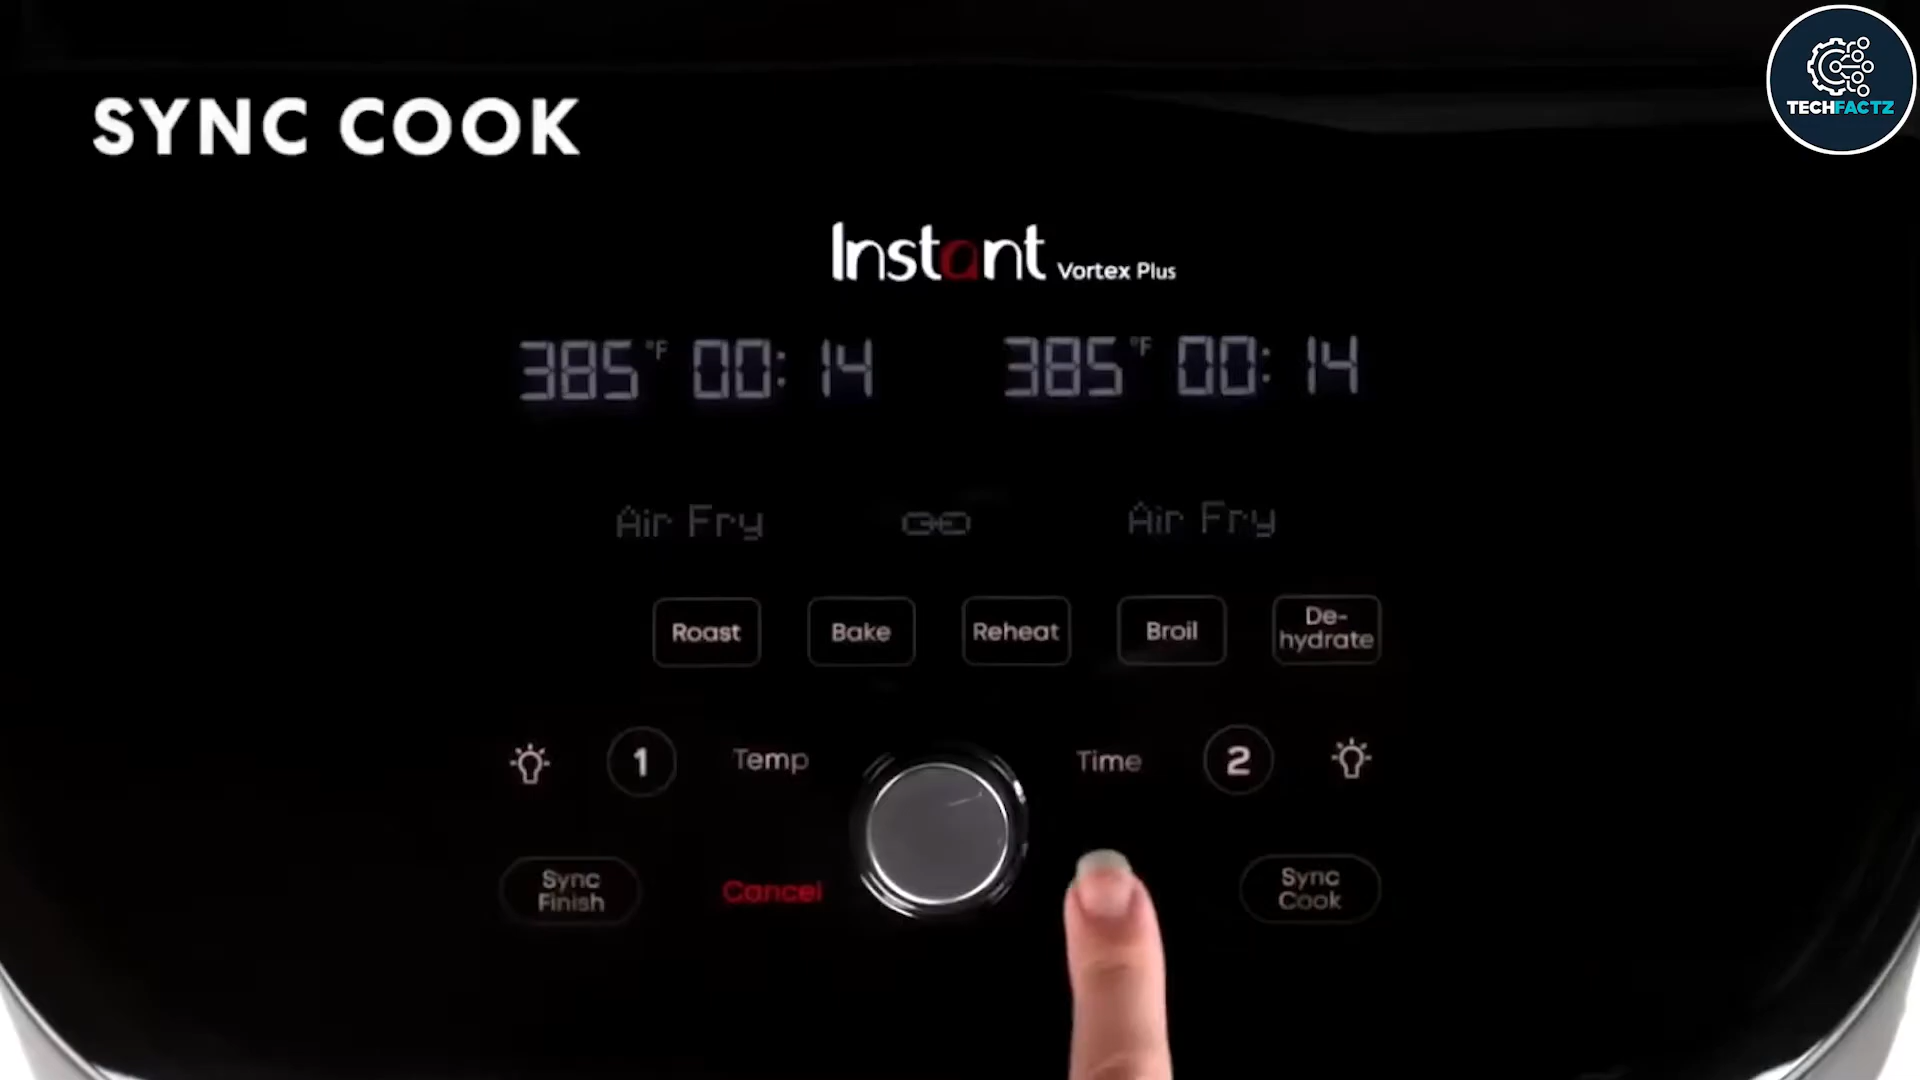 TECHFACTZ
SYNC COOK
Instant Vortex Plus
385 °F 00:14 385 °F 00:14
Air Fry Air Fry
Roast Bake Reheat Broil De-
hydrate
1 Temp Time 2
Sync
Finish
Cancel
Sync
Cook